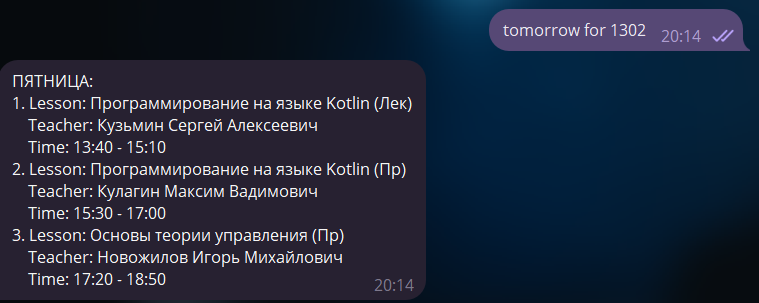 tomorrow for 1302 20:14
ПЯТНИЦА:
1. Lesson: Программирование на языке Kotlin (Лек)
Teacher: Кузьмин Сергей Алексеевич
Time: 13:40 - 15:10
2. Lesson: Программирование на языке Kotlin (Пр)
Teacher: Кулагин Максим Вадимович
Time: 15:30 - 17:00
3. Lesson: Основы теории управления (Пр)
Teacher: Новожилов Игорь Михайлович
Time: 17:20 - 18:50
20:14